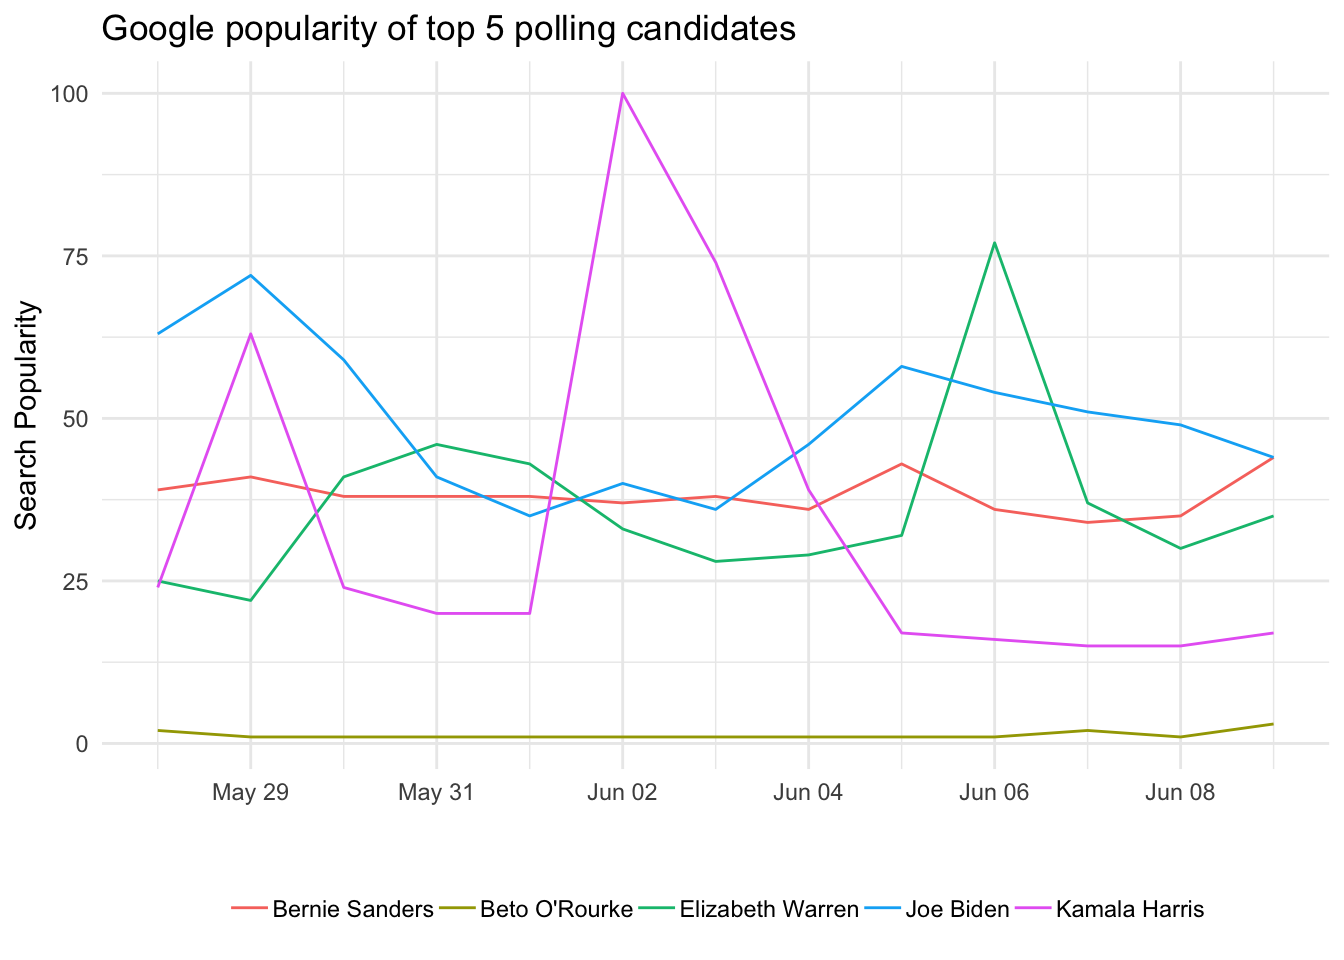 Google popularity of top 5 polling candidates
Search Popularity
100
75
50
25
0
May 29 May 31 Jun 02 Jun 04 Jun 06 Jun 08
Bernie Sanders Beto O'Rourke Elizabeth Warren Joe Biden Kamala Harris